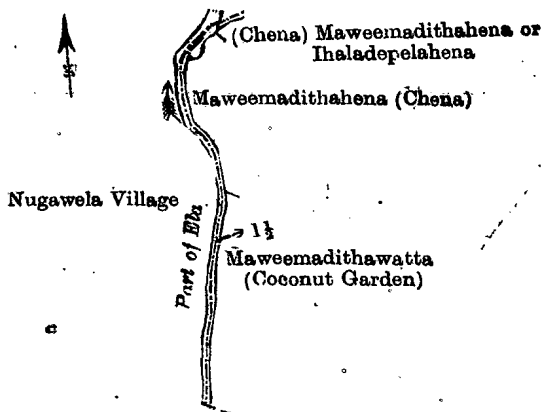 (Chena) Maweemadithahena or
Ihaladepelahena
Maweemadithahena (Chena)
Nugawela Village
Part of Ela
1½
Maweemadithawatta
(Coconut Garden)